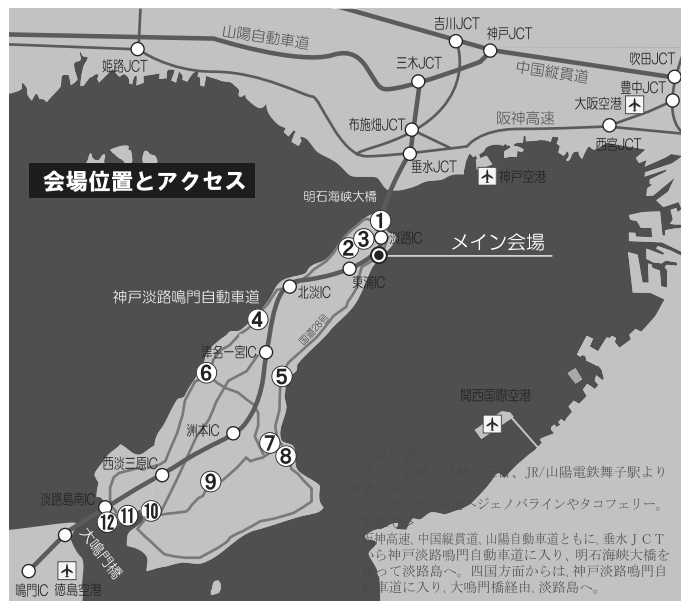 吉川JCT
山陽自動車道
神戸JCT
姫路JCT
三木JCT
中国縦貫道
吹田JCT
豊中JCT
大阪空港
布施畑JCT
阪神高速
西宮JCT
垂水JCT
神戸空港
会場位置とアクセス
明石海峡大橋
1
3
2
淡路IC
メイン会場
東浦IC
北淡IC
神戸淡路鳴門自動車道
4
国道28号
津名一宮IC
6
5
関西国際空港
洲本IC
7
8
西淡三原IC
9
淡路島南IC
12
11
10
大鳴門橋
鳴門IC
徳島空港
、JR/山陽電鉄舞子駅より
ジェノバラインやタコフェリー。
阪神高速、中国縦貫道、山陽自動車道ともに、垂水JCT
から神戸淡路鳴門自動車道に入り、明石海峡大橋を
って淡路島へ。四国方面からは、神戸淡路鳴門自
車道に入り、大鳴門橋経由、淡路島へ。